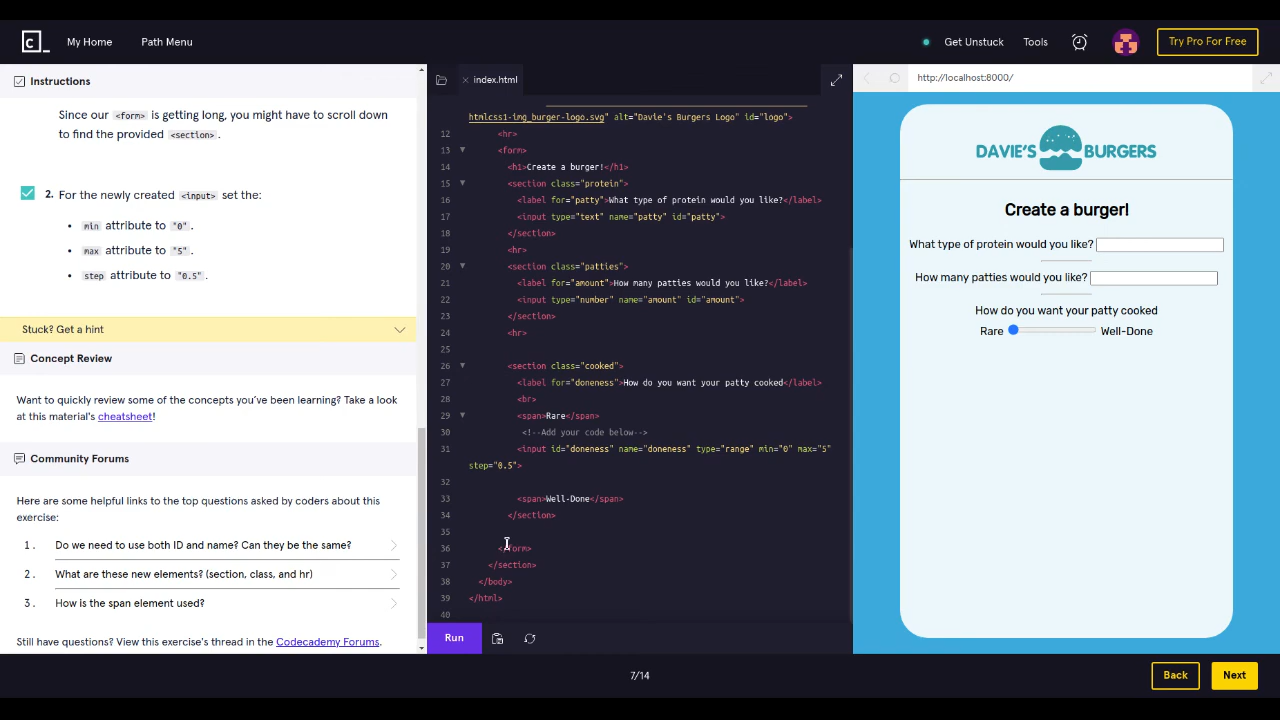 c_
My Home
Path Menu
Get Unstuck
Tools
Try Pro For Free
Instructions
Since our <form> is getting long, you might have to scroll down
to find the provided <section>.
2. For the newly created <input> set the:
• min attribute to "0".
• max attribute to "5".
• step attribute to "0.5".
Stuck? Get a hint
Concept Review
Want to quickly review some of the concepts you've been learning? Take a look
at this material's cheatsheet!
Community Forums
Here are some helpful links to the top questions asked by coders about this
exercise:
1. Do we need to use both ID and name? Can they be the same?
2. What are these new elements? (section, class, and hr)
3. How is the span element used?
Still have questions? View this exercise's thread in the Codecademy Forums.
index.html
htmlcss1-img_burger-logo.svg" alt="Davie's Burgers Logo" id="logo">
12 <hr>
13 <form>
14 <h1>Create a burger!</h1>
15 <section class="protein">
16 <label for="patty">What type of protein would you like?</label>
17 <input type="text" name="patty" id="patty">
18 </section>
19 <hr>
20 <section class="patties">
21 <label for="amount">How many patties would you like?</label>
22 <input type="number" name="amount" id="amount">
23 </section>
24 <hr>
25
26 <section class="cooked">
27 <label for="doneness">How do you want your patty cooked</label>
28 <br>
29 <span>Rare</span>
30 <!--Add your code below-->
31 <input id="doneness" name="doneness" type="range" min="0" max="5"
step="0.5">
32
33 <span>Well-Done</span>
34 </section>
35
36 </form>
37 </section>
38 </body>
39 </html>
40
Run
http://localhost:8000/
DAVIE'S BURGERS
Create a burger!
What type of protein would you like?
How many patties would you like?
How do you want your patty cooked
Rare Well-Done
7/14
Back
Next